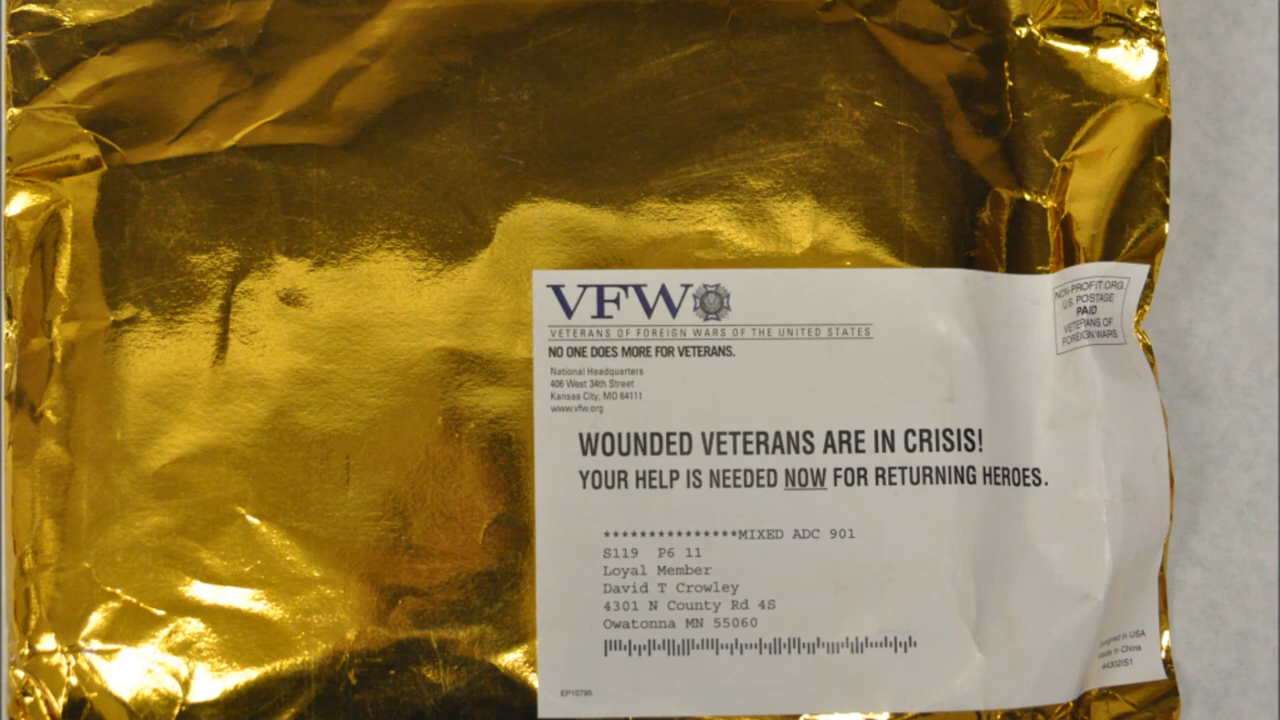 VFW
VETERANS OF FOREIGN WARS OF THE UNITED STATES
NO ONE DOES MORE FOR VETERANS.
National Headquarters
406 West 34th Street
Kansas City, MO 64111
www.vfw.org
NON-PROFIT ORG.
U.S. POSTAGE
PAID
VETERANS OF
FOREIGN WARS
WOUNDED VETERANS ARE IN CRISIS!
YOUR HELP IS NEEDED NOW FOR RETURNING HEROES.
***************MIXED ADC 901
S119 P6 11
Loyal Member
David T Crowley
4301 N County Rd 4S
Owatonna MN 55060
in USA
in China
EP10795